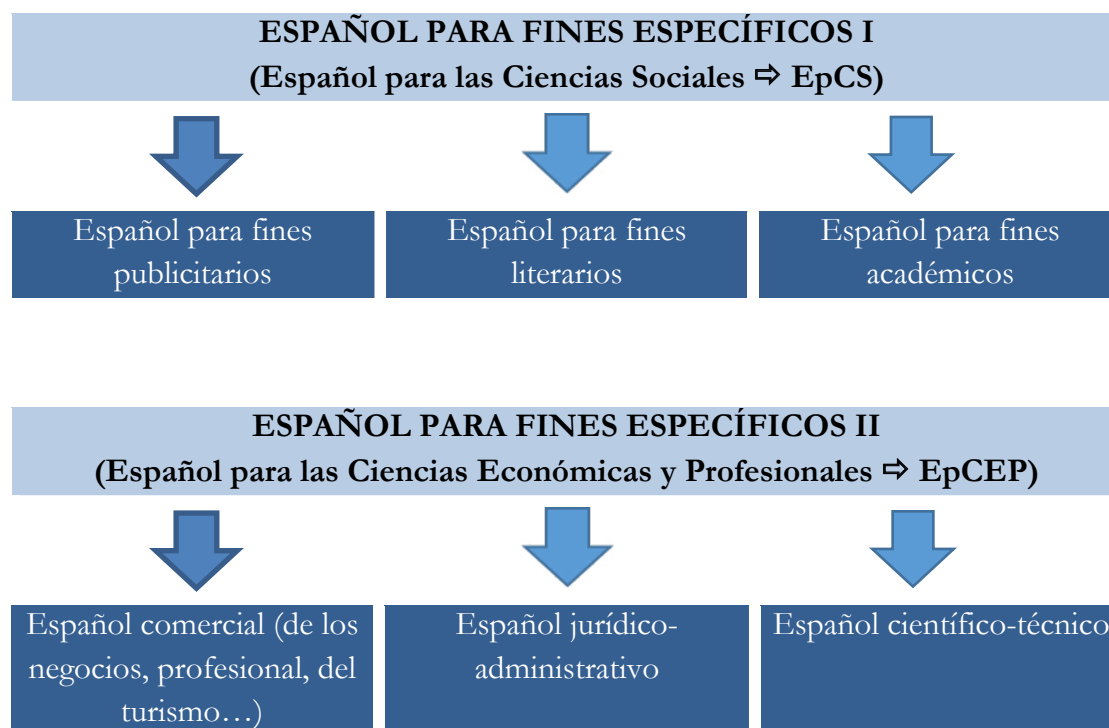 ESPAÑOL PARA FINES ESPECÍFICOS I
(Español para las Ciencias Sociales ⇨ EpCS)
Español para fines
publicitarios
Español para fines
literarios
Español para fines
académicos
ESPAÑOL PARA FINES ESPECÍFICOS II
(Español para las Ciencias Económicas y Profesionales ⇨ EpCEP)
Español comercial (de los
negocios, profesional, del
turismo…)
Español jurídico-
administrativo
Español científico-técnico